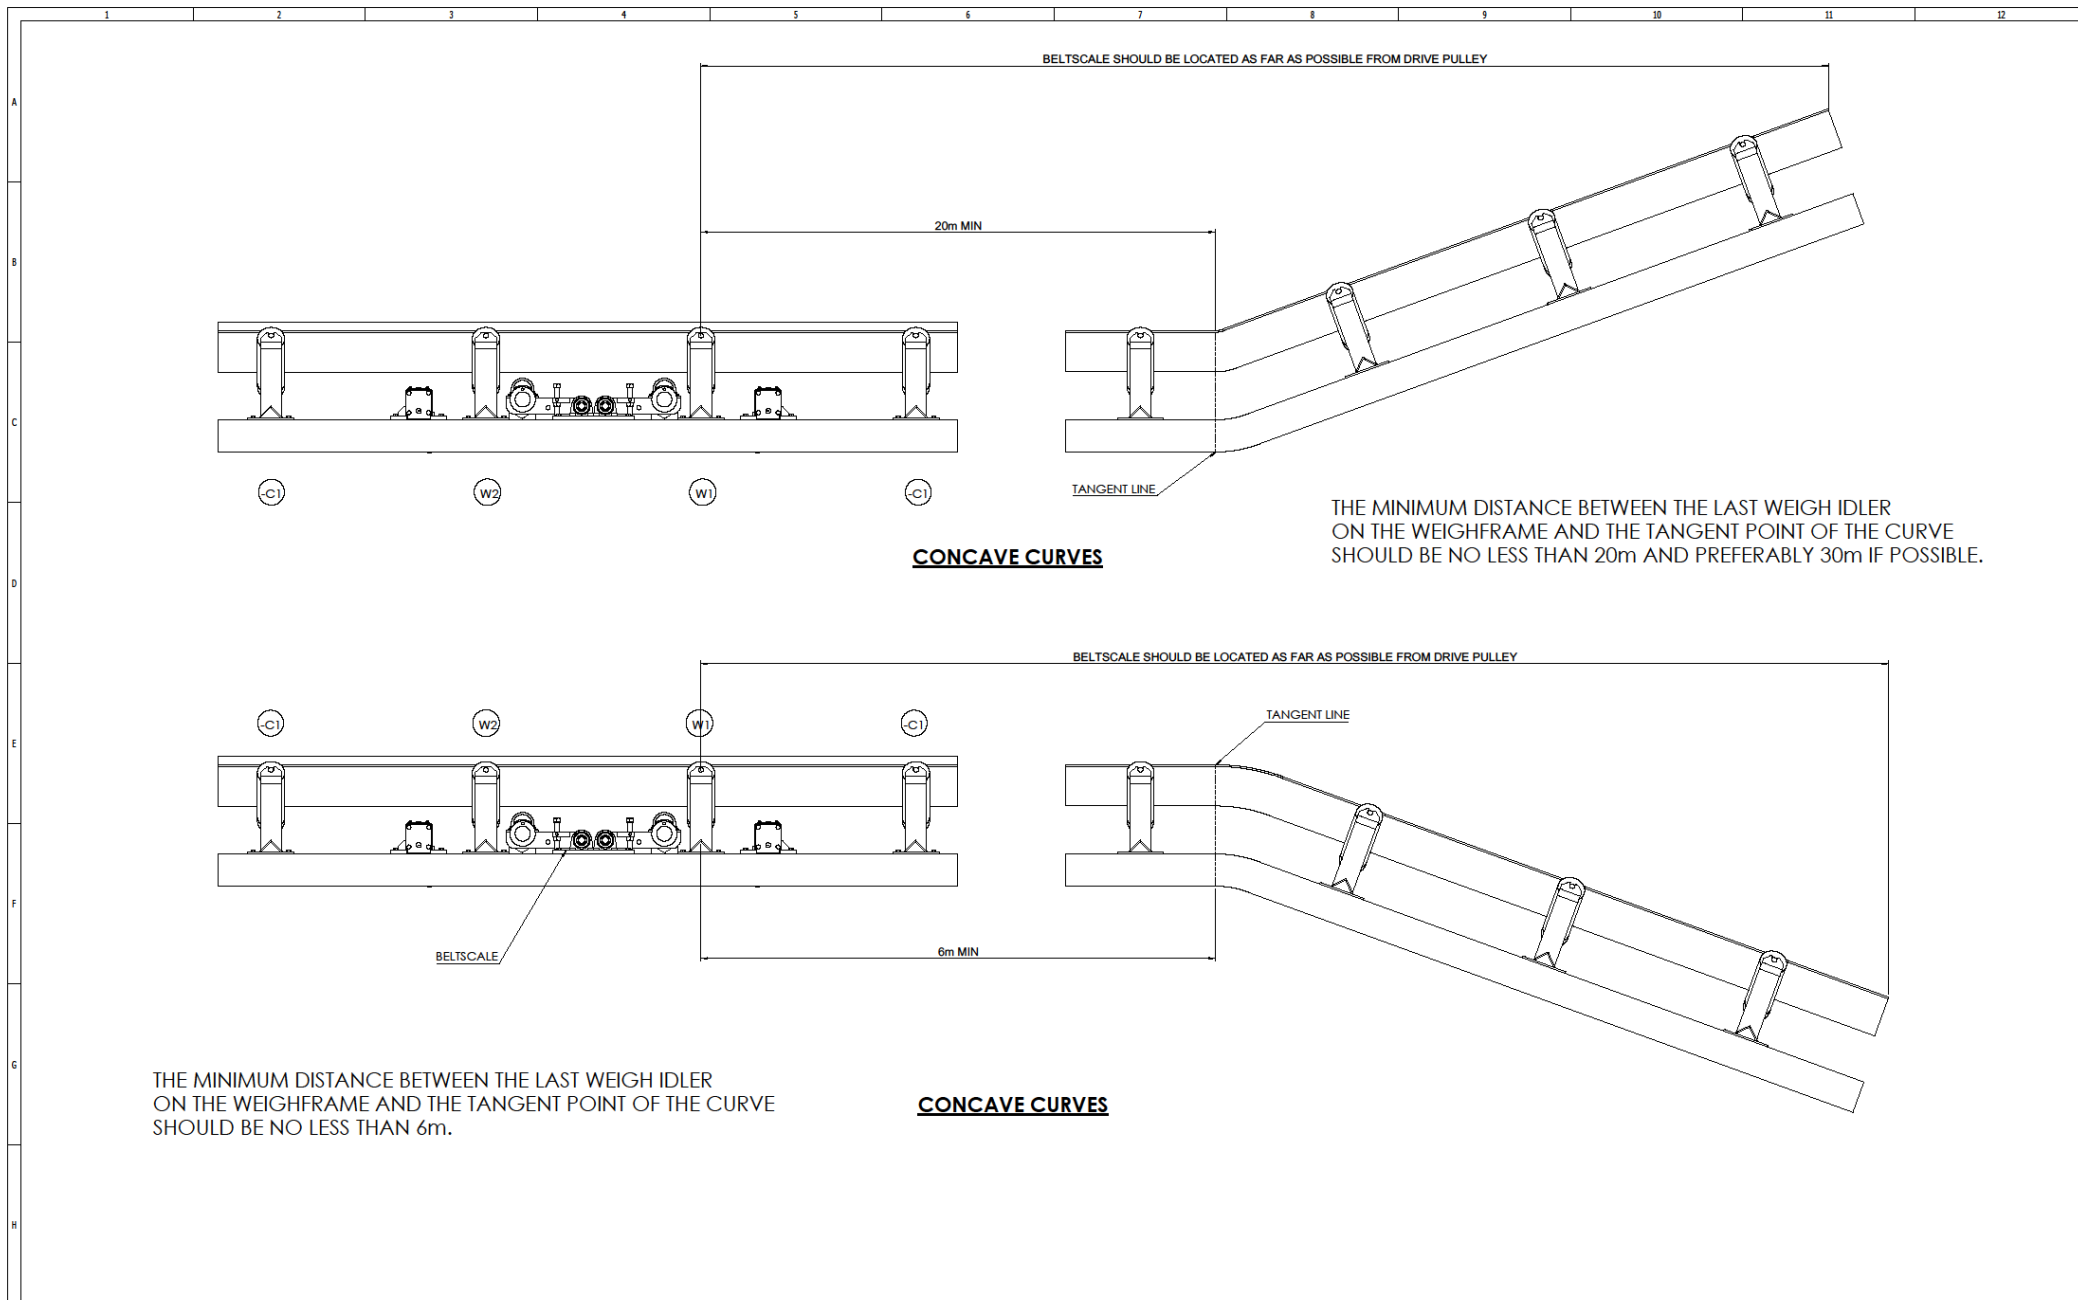 1 2 3 4 5 6 7 8 9 10 11 12
BELTSCALE SHOULD BE LOCATED AS FAR AS POSSIBLE FROM DRIVE PULLEY
A
20m MIN
B
C
-C1 W2 W1 -C1
TANGENT LINE
THE MINIMUM DISTANCE BETWEEN THE LAST WEIGH IDLER
ON THE WEIGHFRAME AND THE TANGENT POINT OF THE CURVE
SHOULD BE NO LESS THAN 20m AND PREFERABLY 30m IF POSSIBLE.
CONCAVE CURVES
D
BELTSCALE SHOULD BE LOCATED AS FAR AS POSSIBLE FROM DRIVE PULLEY
-C1 W2 W1 -C1
TANGENT LINE
E
F
BELTSCALE
6m MIN
G
THE MINIMUM DISTANCE BETWEEN THE LAST WEIGH IDLER
ON THE WEIGHFRAME AND THE TANGENT POINT OF THE CURVE
SHOULD BE NO LESS THAN 6m.
CONCAVE CURVES
H